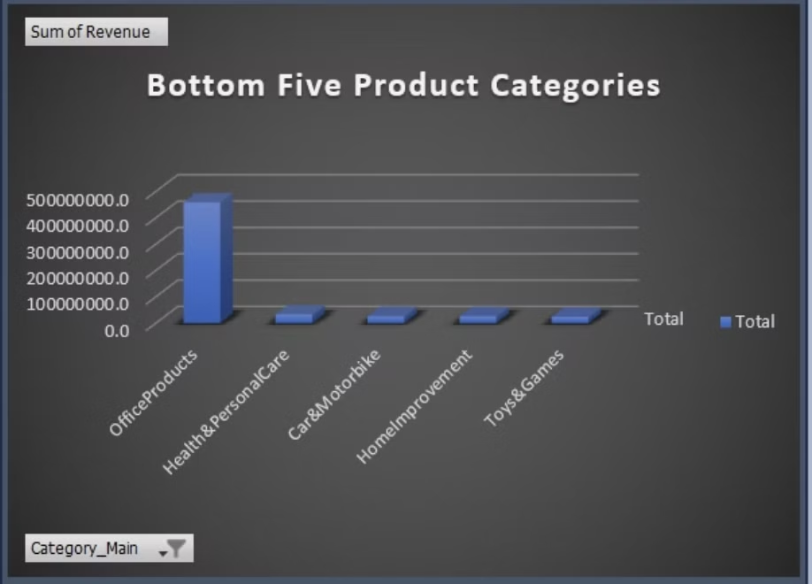 Sum of Revenue
Bottom Five Product Categories
500000000.0
400000000.0
300000000.0
200000000.0
100000000.0
0.0
OfficeProducts
Health&PersonalCare
Car&Motorbike
HomeImprovement
Toys&Games
Total
Total
Category_Main